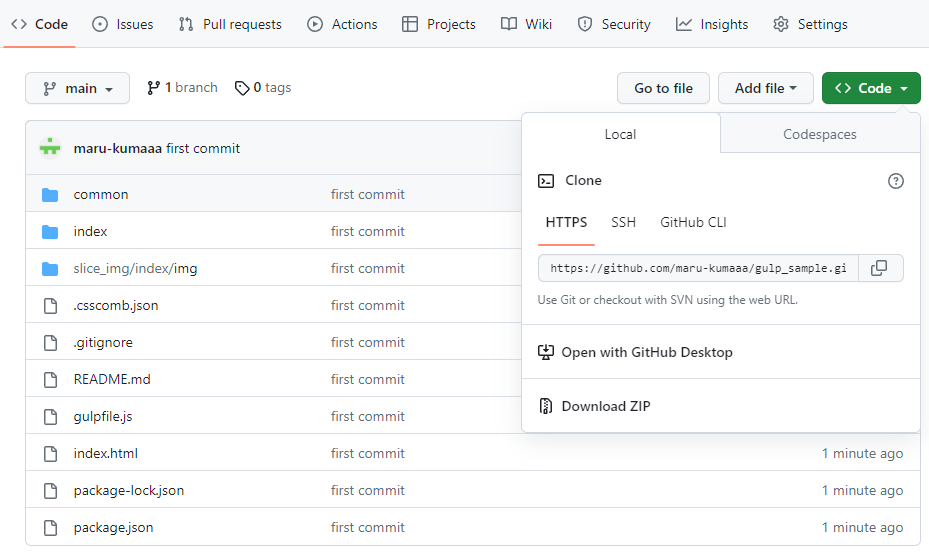 Code Issues Pull requests Actions Projects Wiki Security Insights Settings
main 1 branch 0 tags Go to file Add file Code
Local Codespaces
maru-kumaaa first commit
Clone
common first commit
HTTPS SSH GitHub CLI
index first commit
slice_img/index/img first commit
https://github.com/maru-kumaaa/gulp_sample.gi
Use Git or checkout with SVN using the web URL.
.csscomb.json first commit
.gitignore first commit
Open with GitHub Desktop
README.md first commit
Download ZIP
gulpfile.js first commit
index.html first commit 1 minute ago
package-lock.json first commit 1 minute ago
package.json first commit 1 minute ago